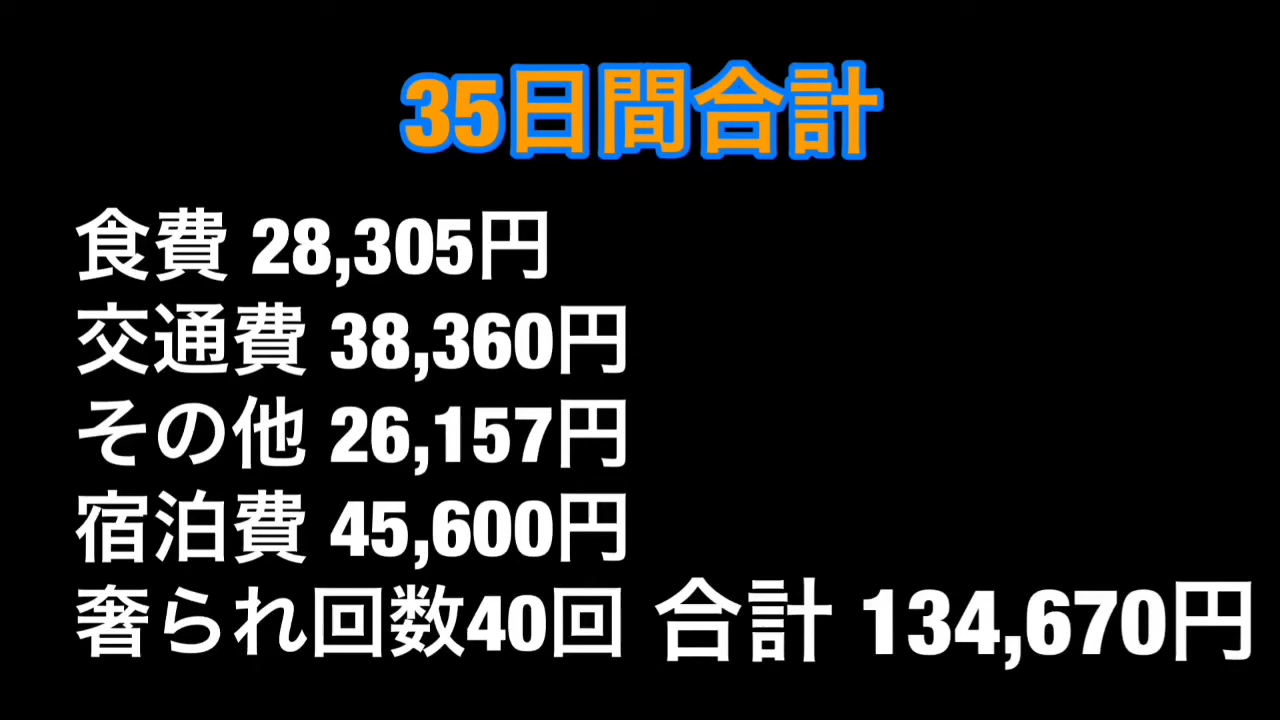 35日間合計
食費 28,305円
交通費 38,360円
その他 26,157円
宿泊費 45,600円
奢られ回数40回 合計 134,670円